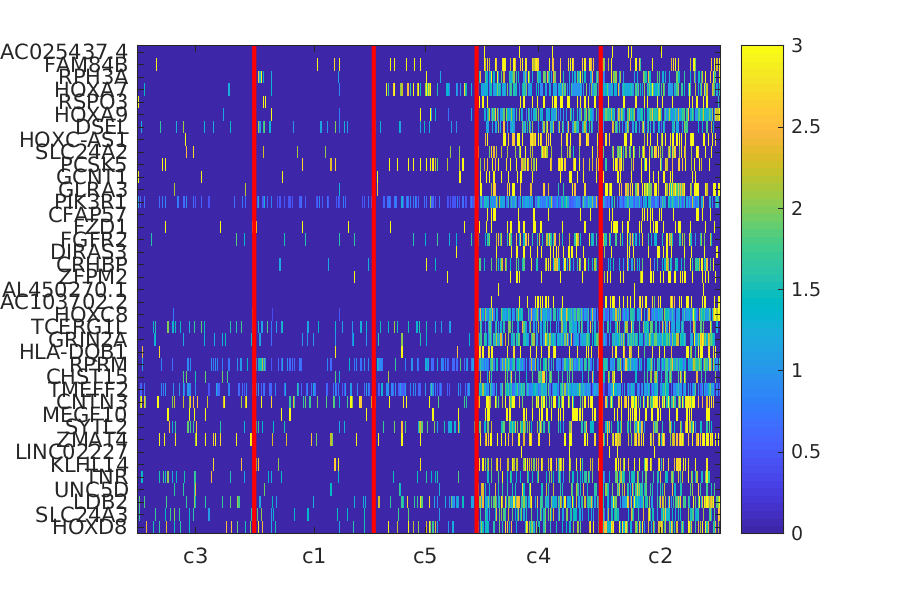 AC025437.4
FAM84B
RPH3A
HOXA7
RSPO3
HOXA9
DSEL
HOXC-AS1
SLC24A2
PCSK5
GCNT1
GLRA3
PIK3R1
CFAP57
FZD1
FGFR2
DIRAS3
CRHBP
ZFPM2
AL450270.1
AC103702.2
HOXC8
TCERG1L
GRIN2A
HLA-DQB1
RPRM
CHST15
TMEFF2
CNTN3
MEGF10
SYTL2
ZMAT4
LINC02227
KLHL14
TNR
UNC5D
LDB2
SLC24A3
HOXD8
c3 c1 c5 c4 c2
3
2.5
2
1.5
1
0.5
0